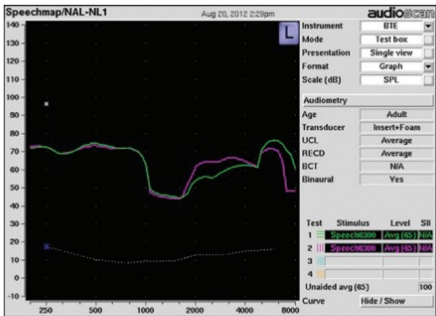 Speechmap/NAL-NL1 Aug 20, 2012 2:29pm audioscan
L
Instrument BTE
Mode Test box
Presentation Single view
Format Graph
Scale (dB) SPL
Audiometry
Age Adult
Transducer Insert+Foam
UCL Average
RECD Average
BCT N/A
Binaural Yes
Test Stimulus Level SII
1 Speech6300 Avg (65) N/A
2 Speech6300 Avg (65) N/A
3
4
Unaided avg (65) 100
Curve Hide / Show
140
130
120
110
100
90
80
70
60
50
40
30
20
10
0
-10
250 500 1000 2000 4000 8000